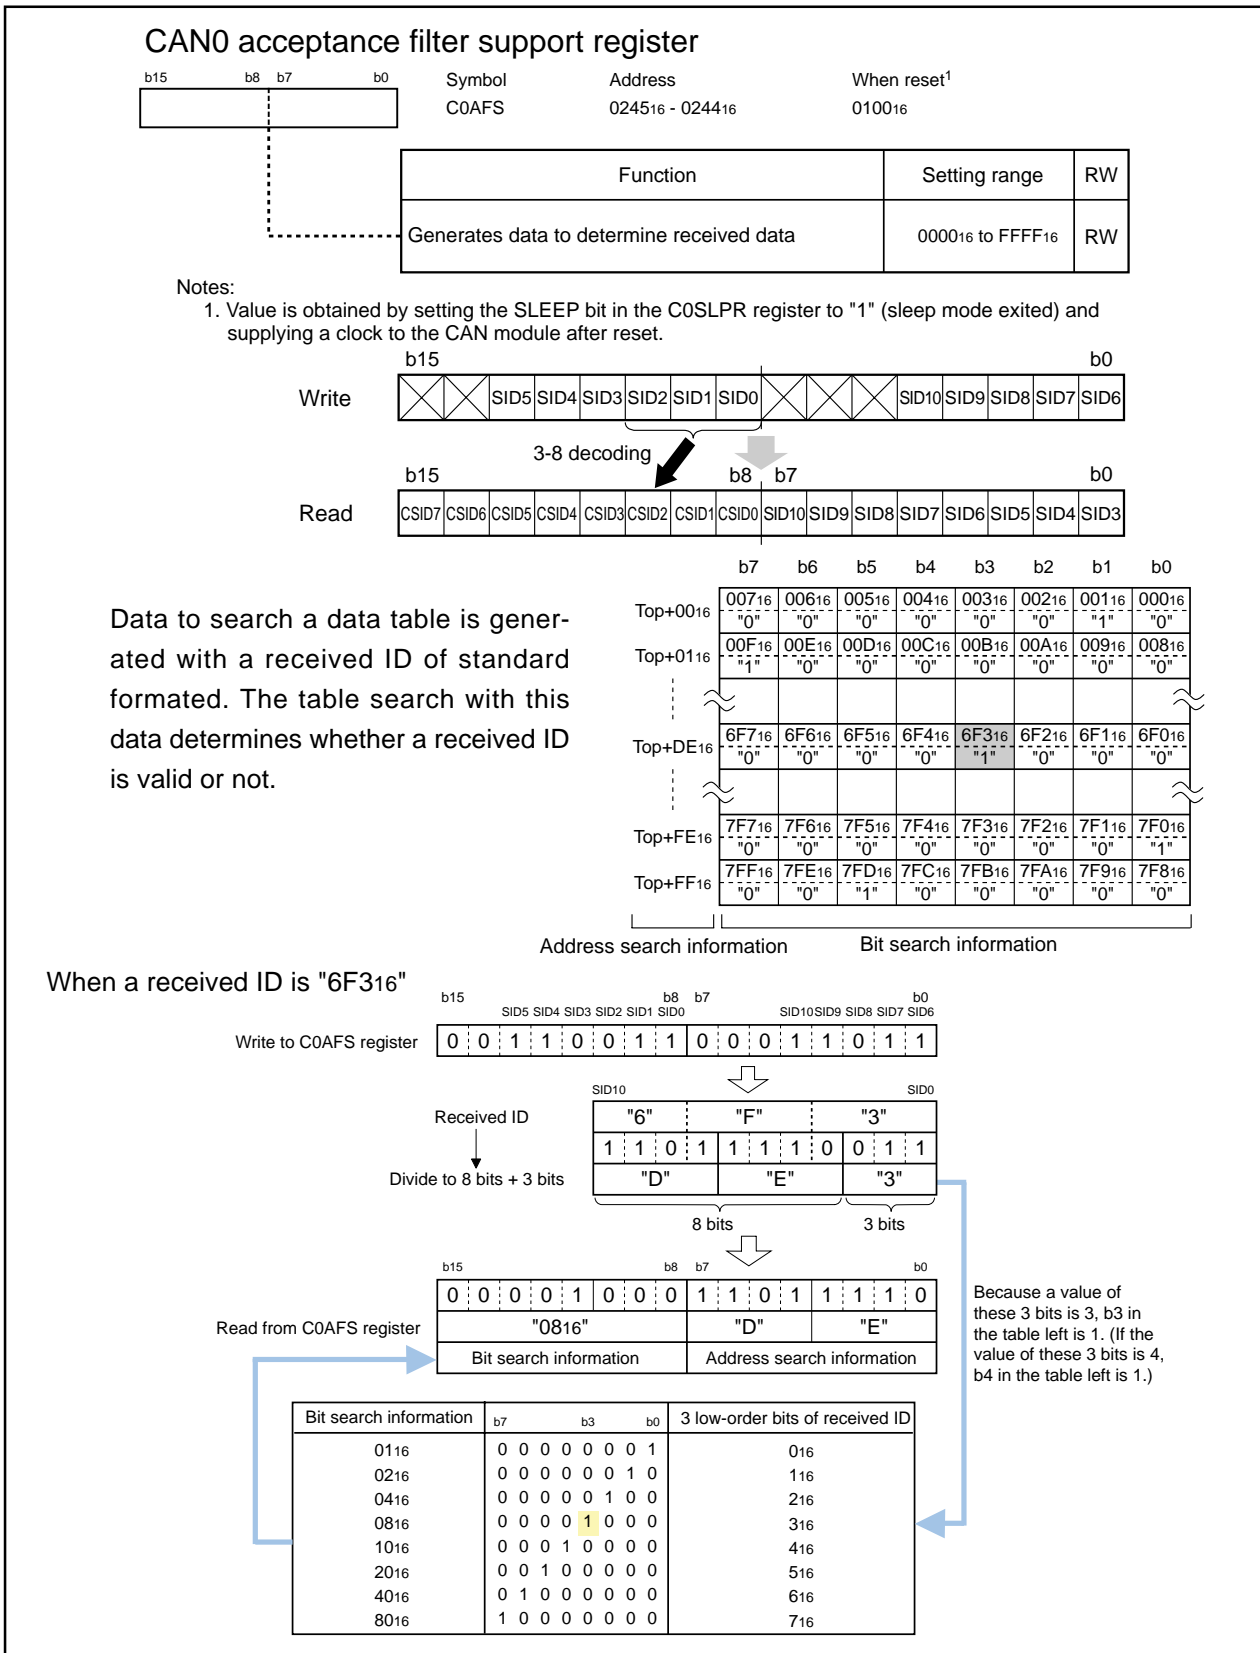 CAN0 acceptance filter support register
b15 b8 b7 b0 Symbol Address When reset1
C0AFS 024516 - 024416 010016
Function Setting range RW
Generates data to determine received data 000016 to FFFF16 RW
Notes:
1. Value is obtained by setting the SLEEP bit in the C0SLPR register to "1" (sleep mode exited) and
supplying a clock to the CAN module after reset.
b15 b0
Write SID5 SID4 SID3 SID2 SID1 SID0 SID10 SID9 SID8 SID7 SID6
3-8 decoding
b15 b8 b7 b0
Read CSID7 CSID6 CSID5 CSID4 CSID3 CSID2 CSID1 CSID0 SID10 SID9 SID8 SID7 SID6 SID5 SID4 SID3
Data to search a data table is gener-
ated with a received ID of standard
formated. The table search with this
data determines whether a received ID
is valid or not.
b7 b6 b5 b4 b3 b2 b1 b0
Top+0016 00716 00616 00516 00416 00316 00216 00116 00016
"0" "0" "0" "0" "0" "0" "1" "0"
Top+0116 00F16 00E16 00D16 00C16 00B16 00A16 00916 00816
"1" "0" "0" "0" "0" "0" "0" "0"
Top+DE16 6F716 6F616 6F516 6F416 6F316 6F216 6F116 6F016
"0" "0" "0" "0" "1" "0" "0" "0"
Top+FE16 7F716 7F616 7F516 7F416 7F316 7F216 7F116 7F016
"0" "0" "0" "0" "0" "0" "0" "1"
Top+FF16 7FF16 7FE16 7FD16 7FC16 7FB16 7FA16 7F916 7F816
"0" "0" "1" "0" "0" "0" "0" "0"
Address search information Bit search information
When a received ID is "6F316"
b15 b8 b7 b0
SID5 SID4 SID3 SID2 SID1 SID0 SID10 SID9 SID8 SID7 SID6
Write to C0AFS register 0 0 1 1 0 0 1 1 0 0 0 1 1 0 1 1
SID10 SID0
Received ID "6" "F" "3"
1 1 0 1 1 1 1 0 0 1 1
Divide to 8 bits + 3 bits "D" "E" "3"
8 bits 3 bits
b15 b8 b7 b0
0 0 0 0 1 0 0 0 1 1 0 1 1 1 1 0
Read from C0AFS register "0816" "D" "E"
Bit search information Address search information
Because a value of
these 3 bits is 3, b3 in
the table left is 1. (If the
value of these 3 bits is 4,
b4 in the table left is 1.)
Bit search information b7 b3 b0 3 low-order bits of received ID
0116 0 0 0 0 0 0 0 1 016
0216 0 0 0 0 0 0 1 0 116
0416 0 0 0 0 0 1 0 0 216
0816 0 0 0 0 1 0 0 0 316
1016 0 0 0 1 0 0 0 0 416
2016 0 0 1 0 0 0 0 0 516
4016 0 1 0 0 0 0 0 0 616
8016 1 0 0 0 0 0 0 0 716